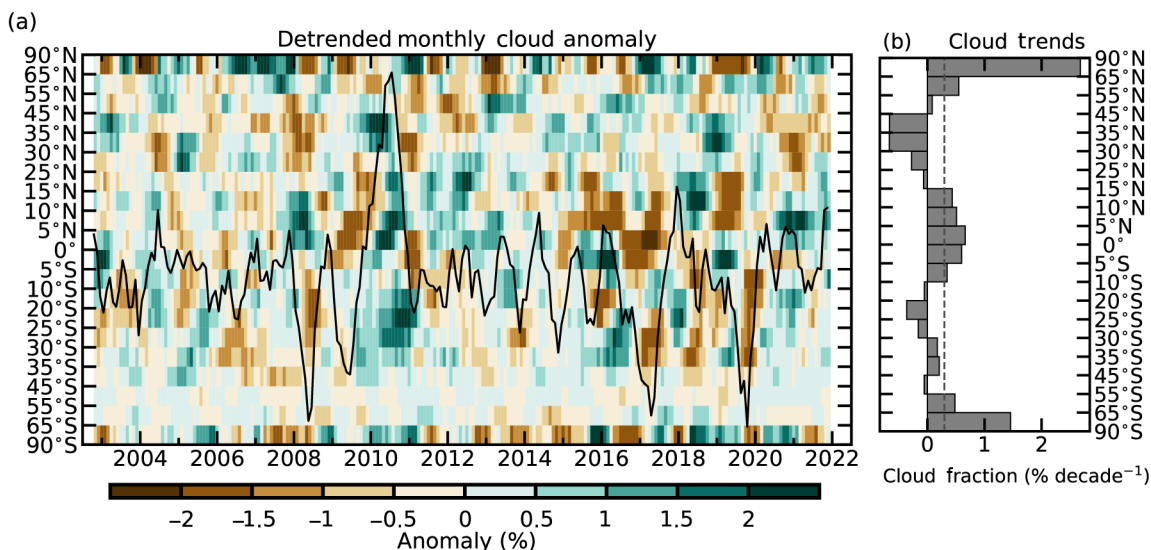 (a)
Detrended monthly cloud anomaly
90°N
65°N
55°N
45°N
35°N
30°N
25°N
15°N
10°N
5°N
0°
5°S
10°S
20°S
25°S
30°S
35°S
45°S
55°S
65°S
90°S
2004 2006 2008 2010 2012 2014 2016 2018 2020 2022
−2 −1.5 −1 −0.5 0 0.5 1 1.5 2
Anomaly (%)
(b)
Cloud trends
90°N
65°N
55°N
45°N
35°N
30°N
25°N
15°N
10°N
5°N
0°
5°S
10°S
20°S
25°S
30°S
35°S
45°S
55°S
65°S
90°S
0 1 2
Cloud fraction (% decade⁻¹)